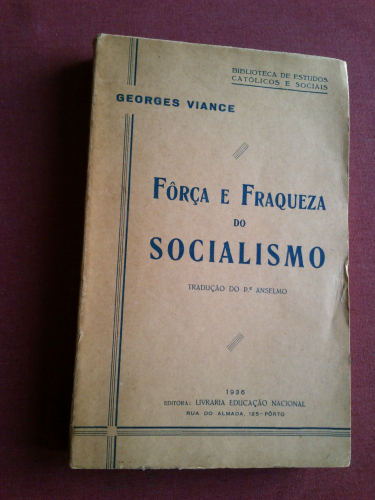 BIBLIOTECA DE ESTUDOS
CATÓLICOS E SOCIAIS
GEORGES VIANCE
FÔRÇA E FRAQUEZA
DO
SOCIALISMO
TRADUÇÃO DO P.e ANSELMO
1936
EDITORA: LIVRARIA EDUCAÇÃO NACIONAL
RUA DO ALMADA, 125-PÔRTO